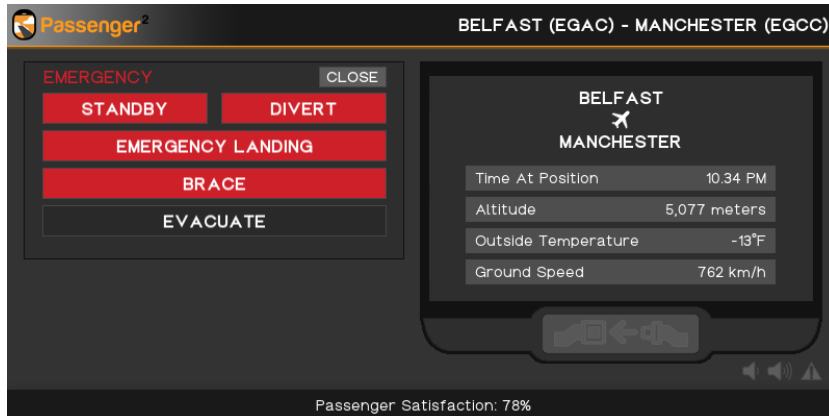 Passenger²
BELFAST (EGAC) - MANCHESTER (EGCC)
EMERGENCY
CLOSE
STANDBY
DIVERT
EMERGENCY LANDING
BRACE
EVACUATE
BELFAST
MANCHESTER
Time At Position 10.34 PM
Altitude 5,077 meters
Outside Temperature -13°F
Ground Speed 762 km/h
Passenger Satisfaction: 78%